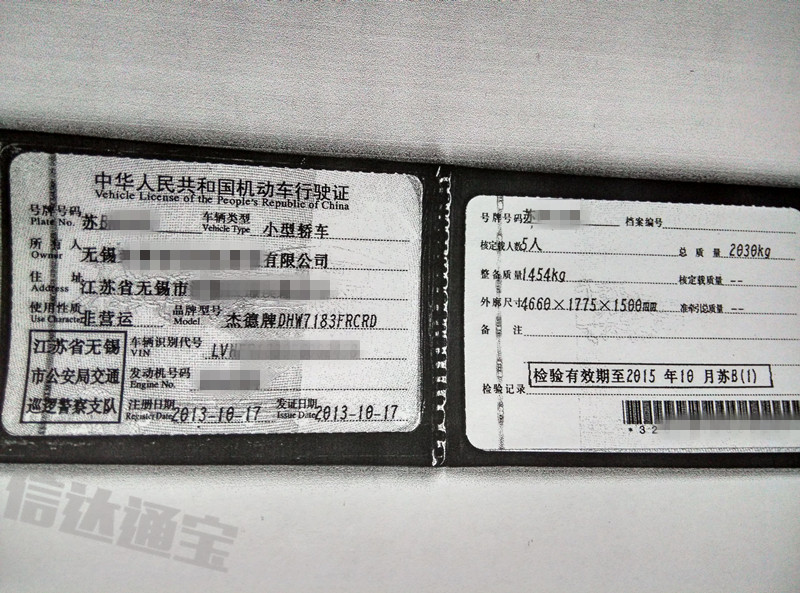 中华人民共和国机动车行驶证
Vehicle License of the People's Republic of China
号牌号码 苏B 车辆类型 小型轿车
Plate No. Vehicle Type
所有人 无锡 有限公司
Owner
住址 江苏省无锡市
Address
使用性质 非营运 品牌型号 杰德牌DHW7183FRCRD
Use Character Model
江苏省无锡
市公安局交通
巡逻警察支队
车辆识别代号 LV
VIN
发动机号码
Engine No.
注册日期 2013-10-17 发证日期 2013-10-17
Register Date Issue Date
号牌号码 苏 档案编号
核定载人数 5人 总质量 2030kg
整备质量 1454kg 核定载质量 --
外廓尺寸 4660×1775×1500mm 准牵引总质量 --
备注
检验记录 检验有效期至2015年10月苏B(1)
*32
信达通宝